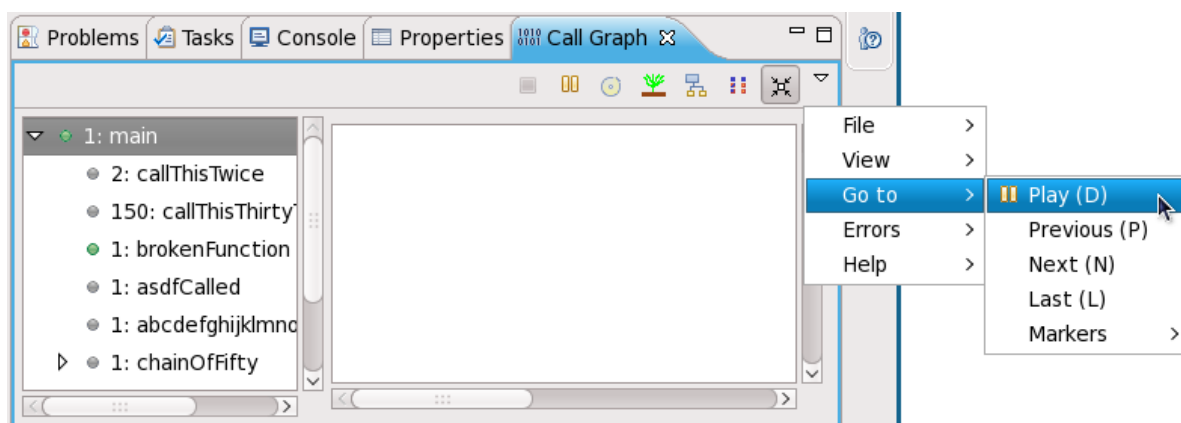 Problems Tasks Console Properties Call Graph
1: main
2: callThisTwice
150: callThisThirtyT
1: brokenFunction
1: asdfCalled
1: abcdefghijklmno
1: chainOfFifty
File
View
Go to
Errors
Help
Play (D)
Previous (P)
Next (N)
Last (L)
Markers